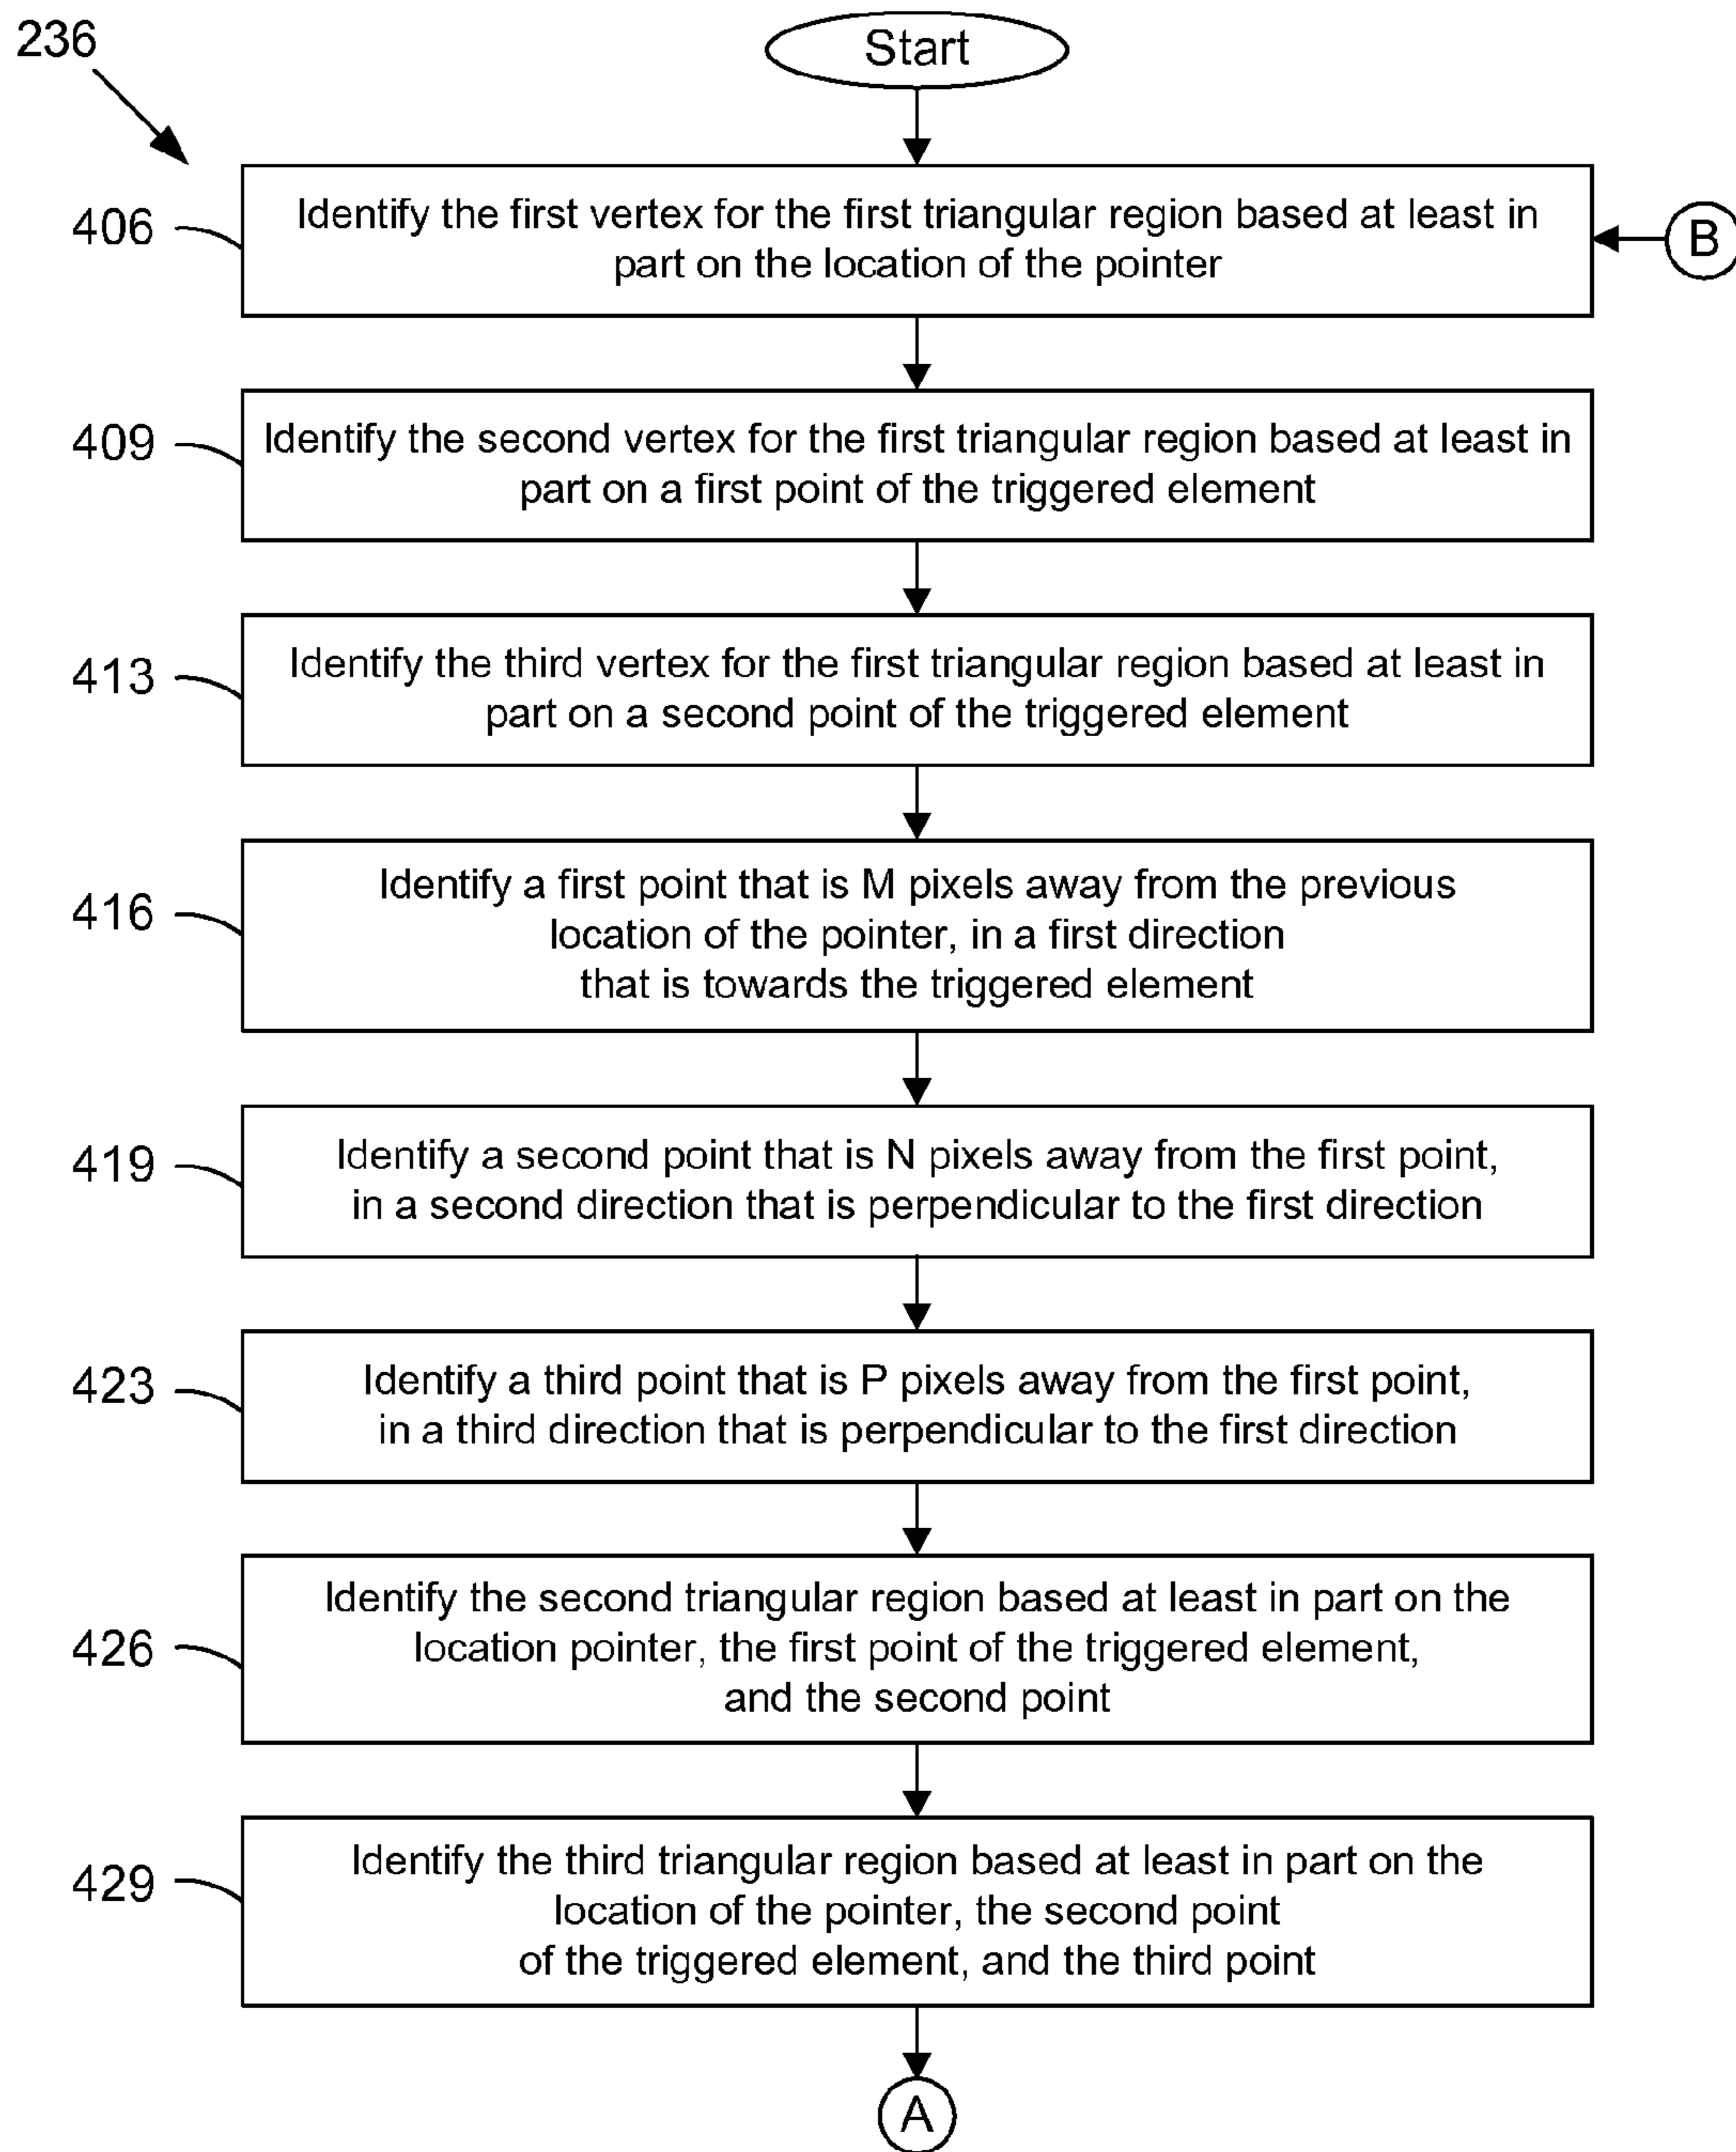 236
Start
406
Identify the first vertex for the first triangular region based at least in
part on the location of the pointer
B
409
Identify the second vertex for the first triangular region based at least in
part on a first point of the triggered element
413
Identify the third vertex for the first triangular region based at least in
part on a second point of the triggered element
416
Identify a first point that is M pixels away from the previous
location of the pointer, in a first direction
that is towards the triggered element
419
Identify a second point that is N pixels away from the first point,
in a second direction that is perpendicular to the first direction
423
Identify a third point that is P pixels away from the first point,
in a third direction that is perpendicular to the first direction
426
Identify the second triangular region based at least in part on the
location pointer, the first point of the triggered element,
and the second point
429
Identify the third triangular region based at least in part on the
location of the pointer, the second point
of the triggered element, and the third point
A